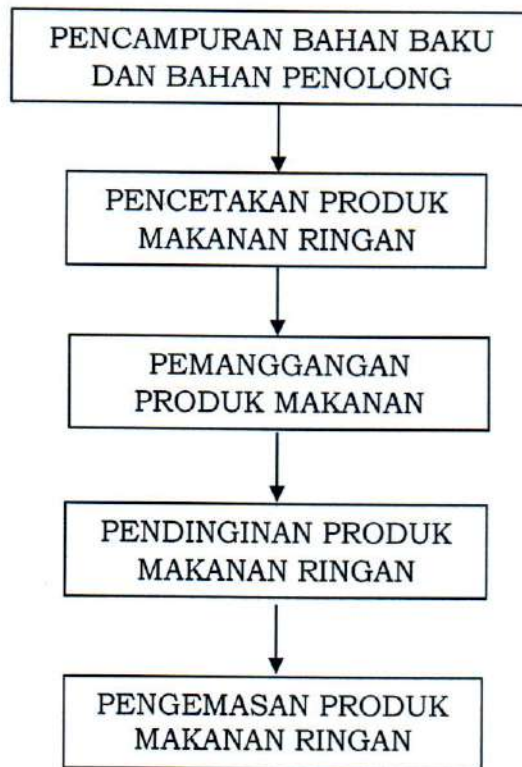 PENCAMPURAN BAHAN BAKU
DAN BAHAN PENOLONG
PENCETAKAN PRODUK
MAKANAN RINGAN
PEMANGGANGAN
PRODUK MAKANAN
PENDINGINAN PRODUK
MAKANAN RINGAN
PENGEMASAN PRODUK
MAKANAN RINGAN